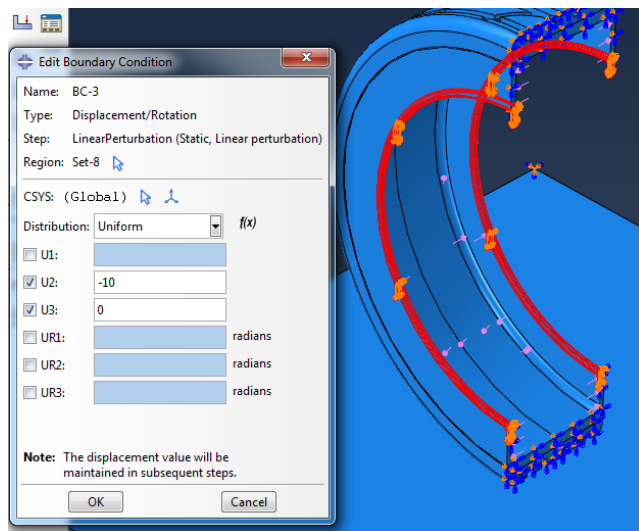 Edit Boundary Condition
Name: BC-3
Type: Displacement/Rotation
Step: LinearPerturbation (Static, Linear perturbation)
Region: Set-8
CSYS: (Global)
Distribution: Uniform f(x)
U1:
U2: -10
U3: 0
UR1: radians
UR2: radians
UR3: radians
Note: The displacement value will be
maintained in subsequent steps.
OK Cancel